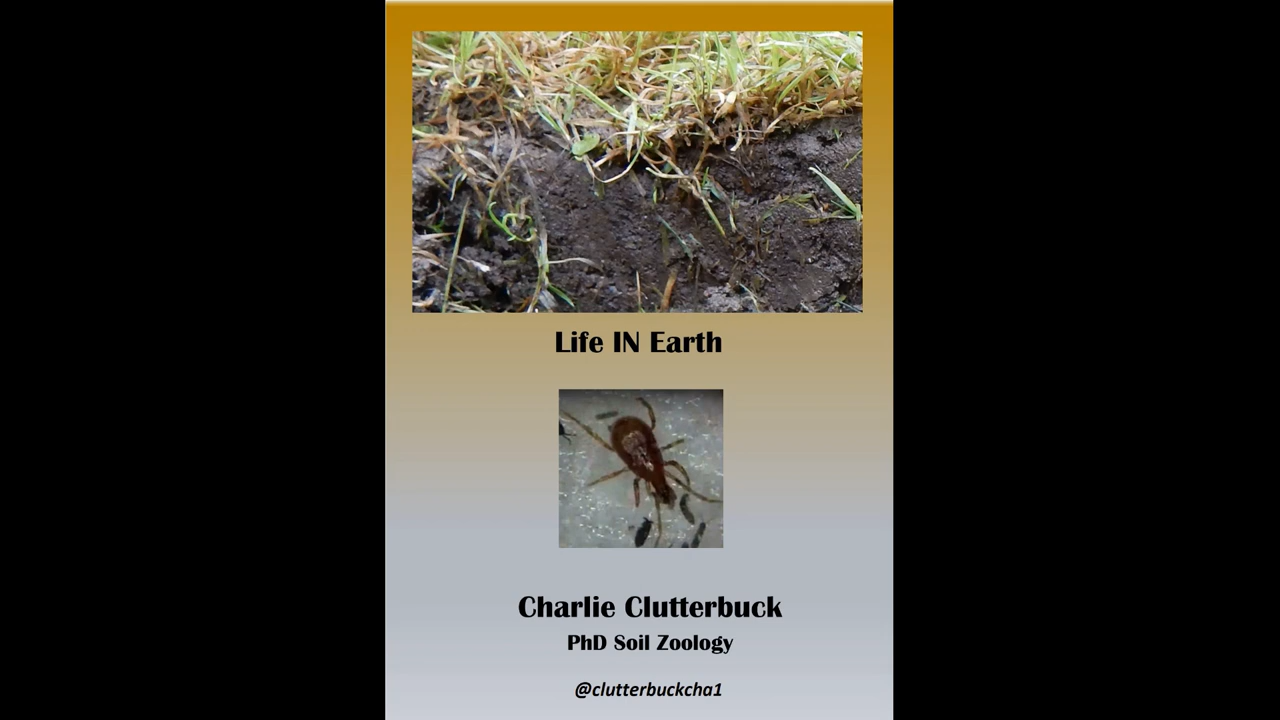 Life IN Earth
Charlie Clutterbuck
PhD Soil Zoology
@clutterbuckcha1